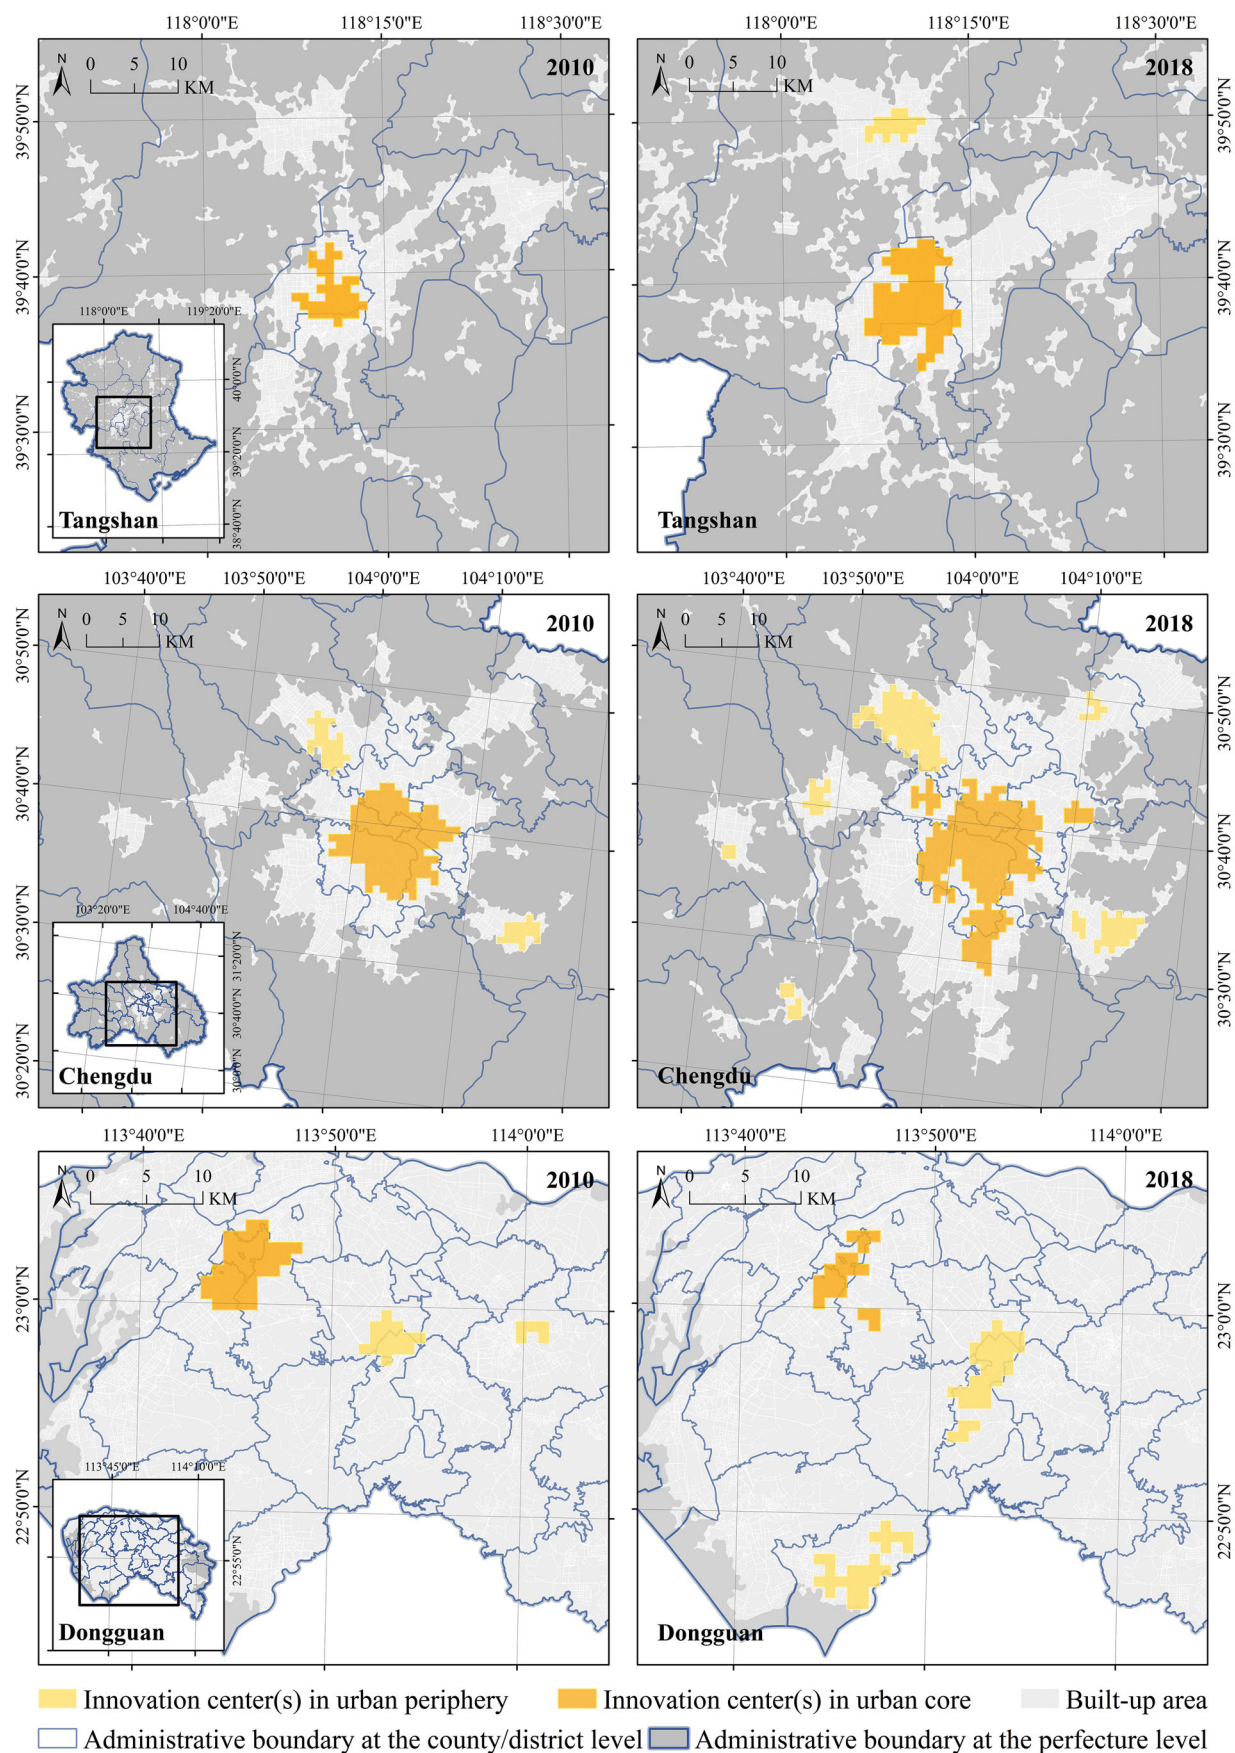 118°0'0"E 118°15'0"E 118°30'0"E 118°0'0"E 118°15'0"E 118°30'0"E
N 0 5 10 KM 2010
N 0 5 10 KM 2018
39°50'0"N
39°40'0"N
39°30'0"N
39°50'0"N
39°40'0"N
39°30'0"N
118°0'0"E 119°20'0"E
40°0'0"N
39°20'0"N
38°40'0"N
Tangshan
Tangshan
103°40'0"E 103°50'0"E 104°0'0"E 104°10'0"E 103°40'0"E 103°50'0"E 104°0'0"E 104°10'0"E
N 0 5 10 KM 2010
N 0 5 10 KM 2018
30°50'0"N
30°40'0"N
30°30'0"N
30°20'0"N
30°50'0"N
30°40'0"N
30°30'0"N
103°20'0"E 104°40'0"E
31°20'0"N
30°40'0"N
30°0'0"N
Chengdu
Chengdu
113°40'0"E 113°50'0"E 114°0'0"E 113°40'0"E 113°50'0"E 114°0'0"E
N 0 5 10 KM 2010
N 0 5 10 KM 2018
23°0'0"N
22°50'0"N
23°0'0"N
22°50'0"N
113°45'0"E 114°10'0"E
22°55'0"N
Dongguan
Dongguan
Innovation center(s) in urban periphery Innovation center(s) in urban core Built-up area
Administrative boundary at the county/district level Administrative boundary at the perfecture level